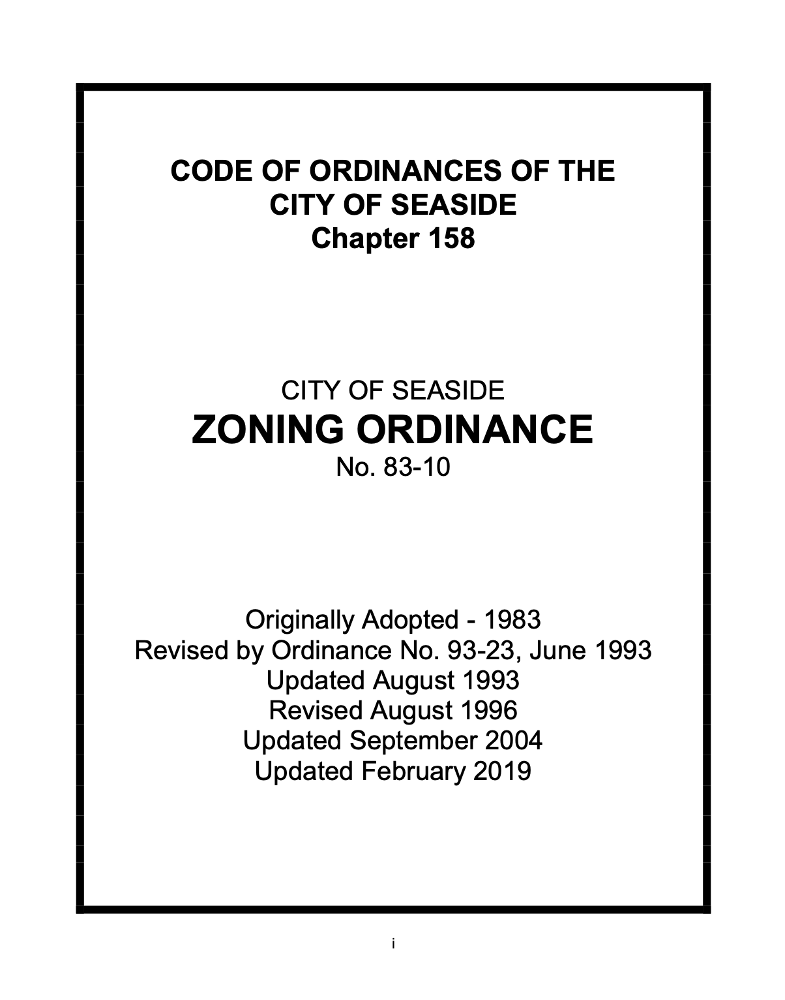 CODE OF ORDINANCES OF THE
CITY OF SEASIDE
Chapter 158
CITY OF SEASIDE
ZONING ORDINANCE
No. 83-10
Originally Adopted - 1983
Revised by Ordinance No. 93-23, June 1993
Updated August 1993
Revised August 1996
Updated September 2004
Updated February 2019
i